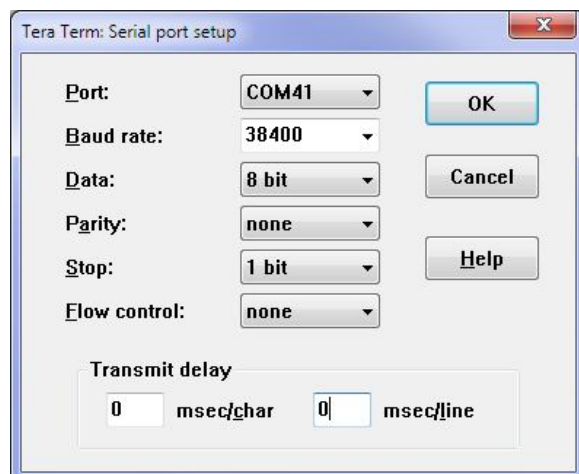 Tera Term: Serial port setup
Port: COM41
OK
Baud rate: 38400
Data: 8 bit
Cancel
Parity: none
Stop: 1 bit
Help
Flow control: none
Transmit delay
0 msec/char 0 msec/line